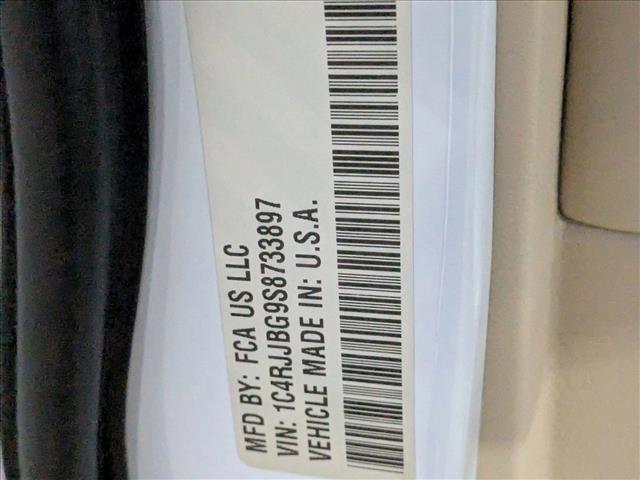 MFD BY: FCA US LLC
VIN: 1C4RJJBG9S8733897
VEHICLE MADE IN: U.S.A.